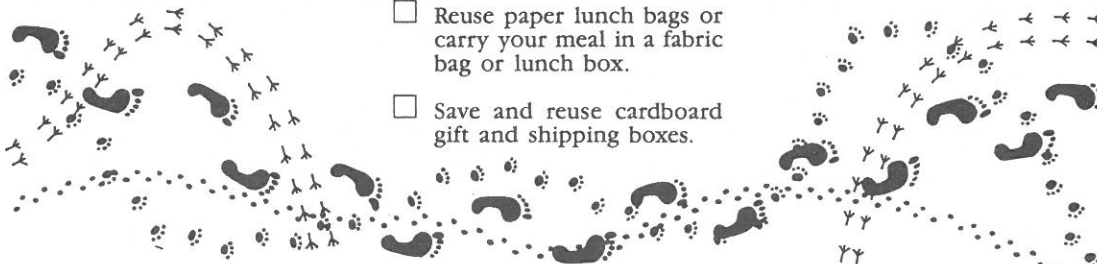 ☐ Reuse paper lunch bags or
carry your meal in a fabric
bag or lunch box.
☐ Save and reuse cardboard
gift and shipping boxes.